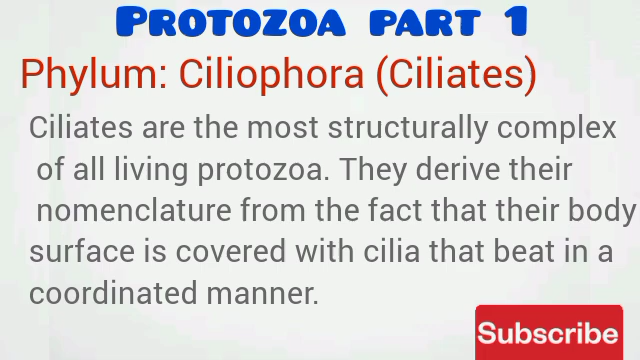 PROTOZOA PART 1
Phylum: Ciliophora (Ciliates)
Ciliates are the most structurally complex
of all living protozoa. They derive their
nomenclature from the fact that their body
surface is covered with cilia that beat in a
coordinated manner.
Subscribe